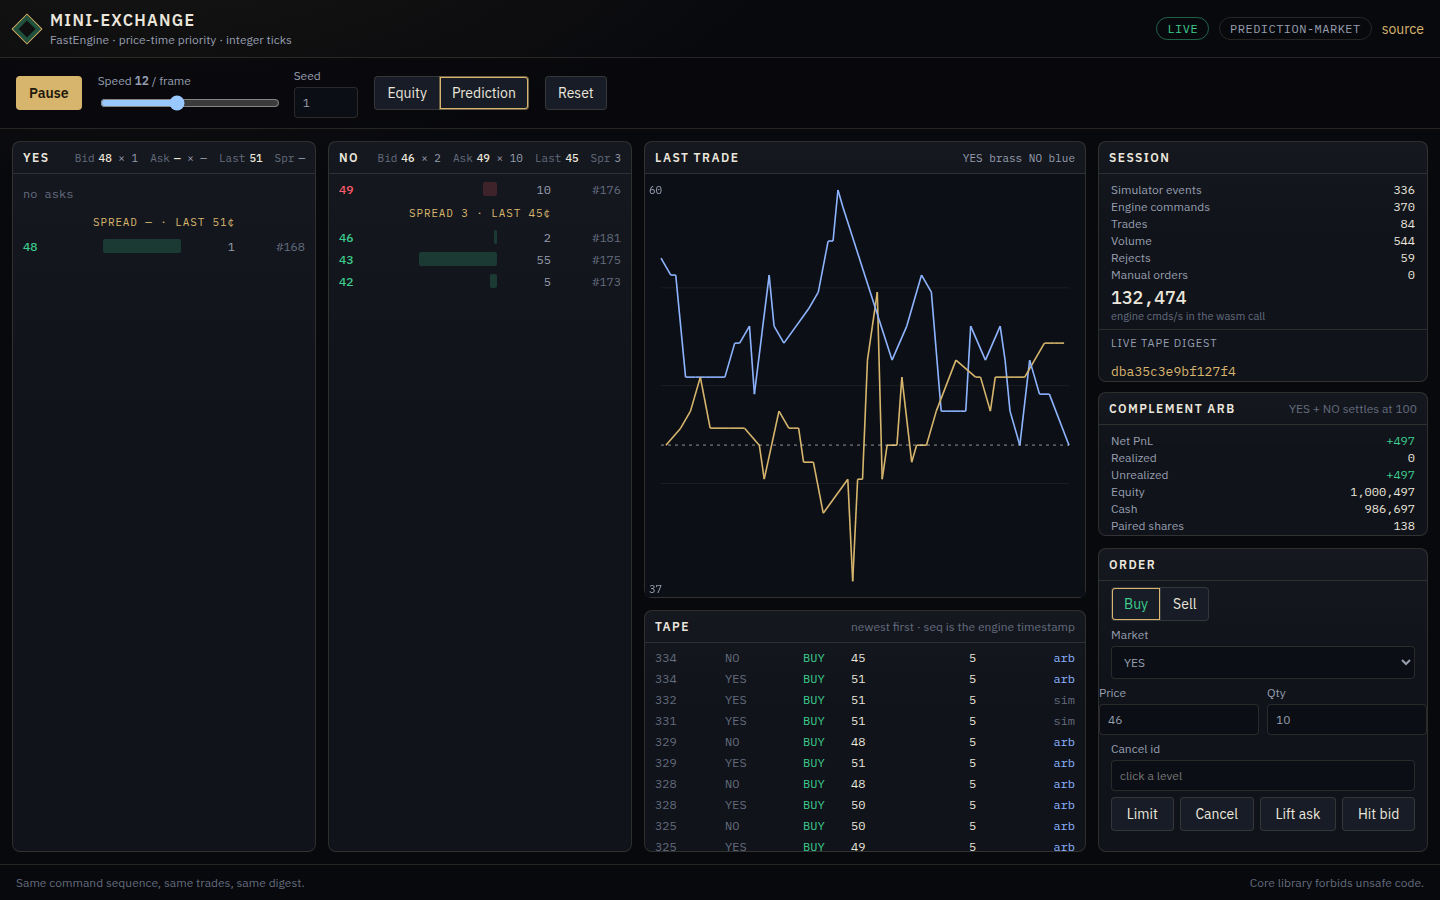 MINI-EXCHANGE
FastEngine · price-time priority · integer ticks
LIVE
PREDICTION-MARKET
source
Pause
Speed 12 / frame
Seed
1
Equity
Prediction
Reset
YES Bid 48 × 1 Ask — × — Last 51 Spr —
no asks
SPREAD — · LAST 51¢
48 1 #168
NO Bid 46 × 2 Ask 49 × 10 Last 45 Spr 3
49 10 #176
SPREAD 3 · LAST 45¢
46 2 #181
43 55 #175
42 5 #173
LAST TRADE YES brass NO blue
60
37
TAPE newest first · seq is the engine timestamp
334 NO BUY 45 5 arb
334 YES BUY 51 5 arb
332 YES BUY 51 5 sim
331 YES BUY 51 5 sim
329 NO BUY 48 5 arb
329 YES BUY 51 5 arb
328 NO BUY 48 5 arb
328 YES BUY 50 5 arb
325 NO BUY 50 5 arb
325 YES BUY 49 5 arb
SESSION
Simulator events 336
Engine commands 370
Trades 84
Volume 544
Rejects 59
Manual orders 0
132,474
engine cmds/s in the wasm call
LIVE TAPE DIGEST
dba35c3e9bf127f4
COMPLEMENT ARB YES + NO settles at 100
Net PnL +497
Realized 0
Unrealized +497
Equity 1,000,497
Cash 986,697
Paired shares 138
ORDER
Buy Sell
Market
YES
Price Qty
46 10
Cancel id
click a level
Limit Cancel Lift ask Hit bid
Same command sequence, same trades, same digest.
Core library forbids unsafe code.